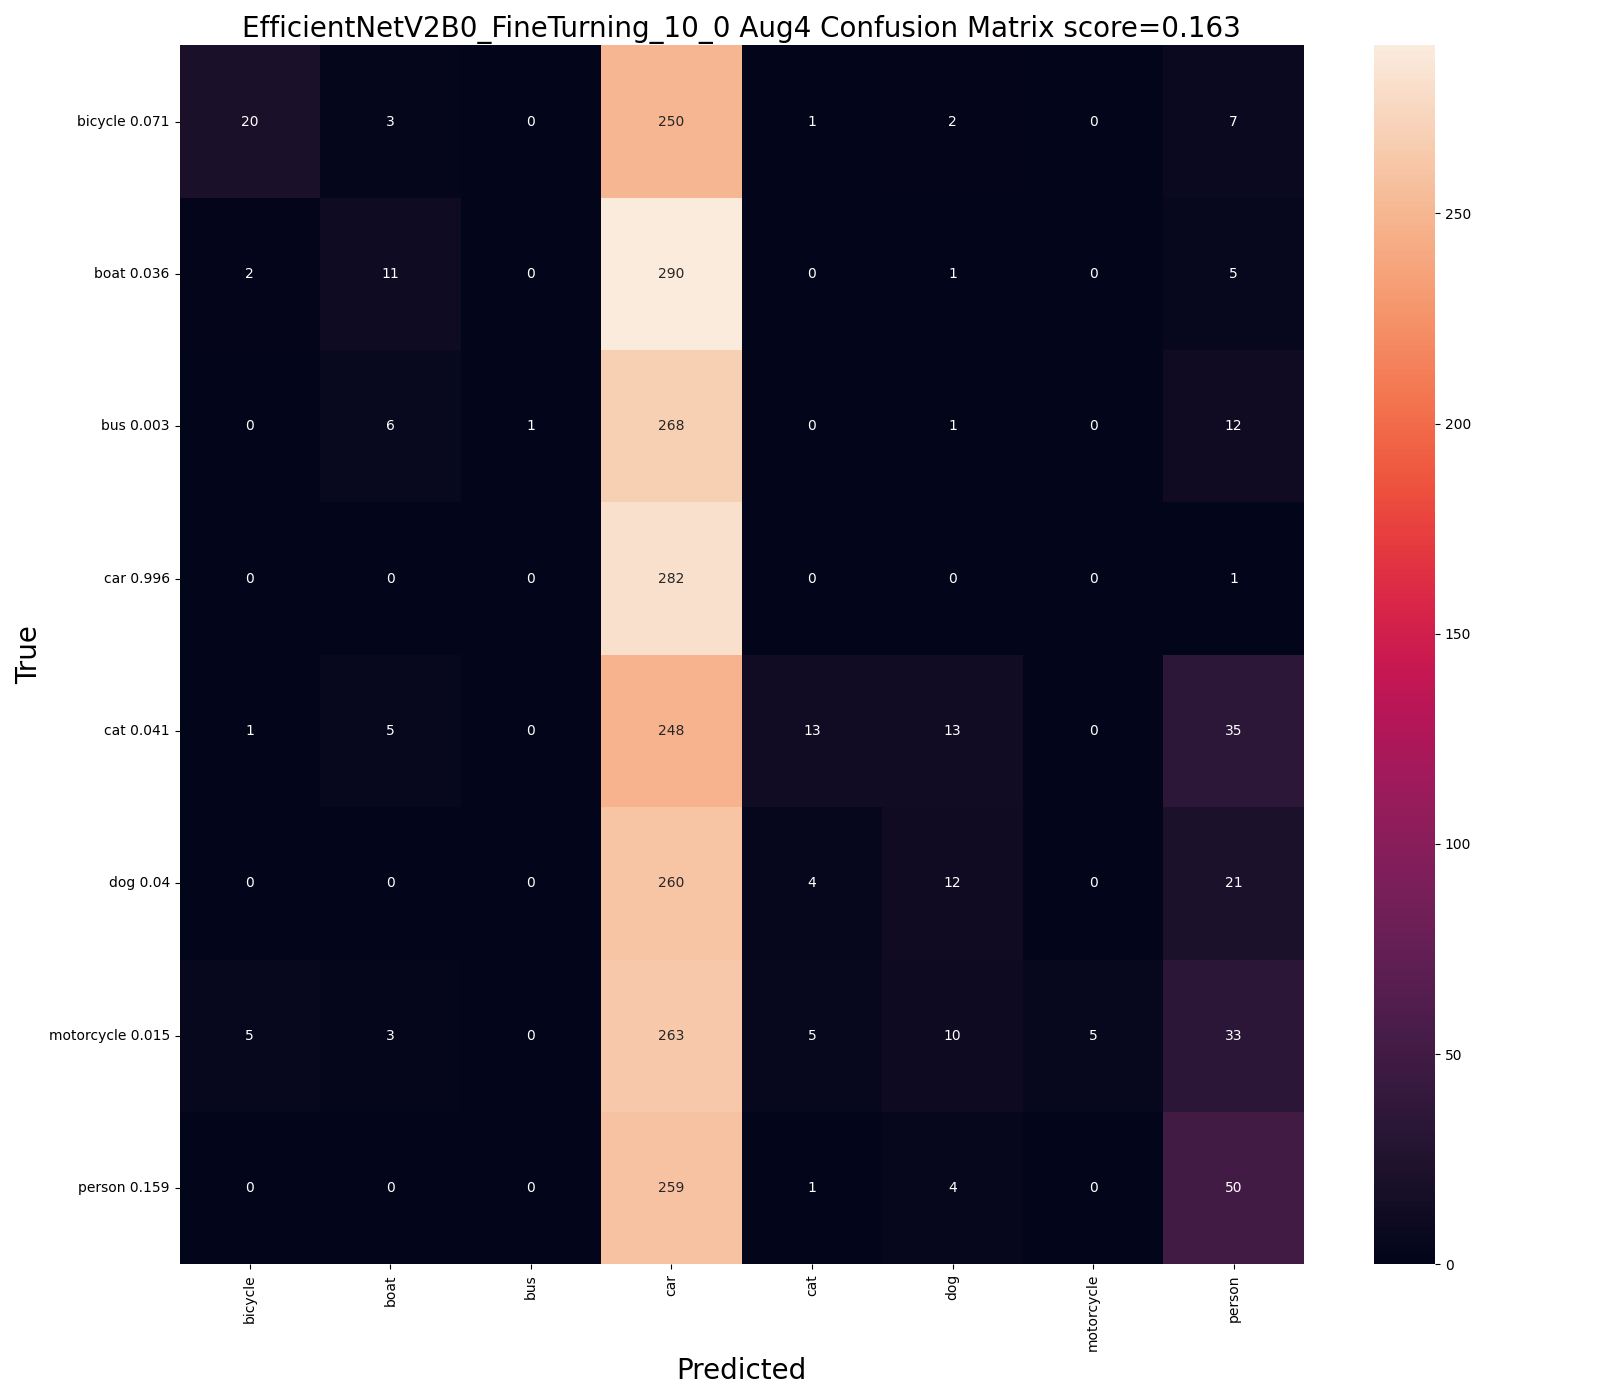 EfficientNetV2B0_FineTurning_10_0 Aug4 Confusion Matrix score=0.163
bicycle 0.071 20 3 0 250 1 2 0 7
boat 0.036 2 11 0 290 0 1 0 5
bus 0.003 0 6 1 268 0 1 0 12
car 0.996 0 0 0 282 0 0 0 1
cat 0.041 1 5 0 248 13 13 0 35
dog 0.04 0 0 0 260 4 12 0 21
motorcycle 0.015 5 3 0 263 5 10 5 33
person 0.159 0 0 0 259 1 4 0 50
True
bicycle boat bus car cat dog motorcycle person
Predicted
250
200
150
100
50
0